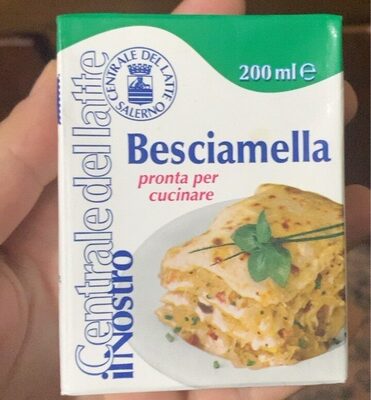 CENTRALE DEL LATTE
SALERNO
200 ml ℮
Besciamella
pronta per
cucinare
Centrale del latte
il Nostro